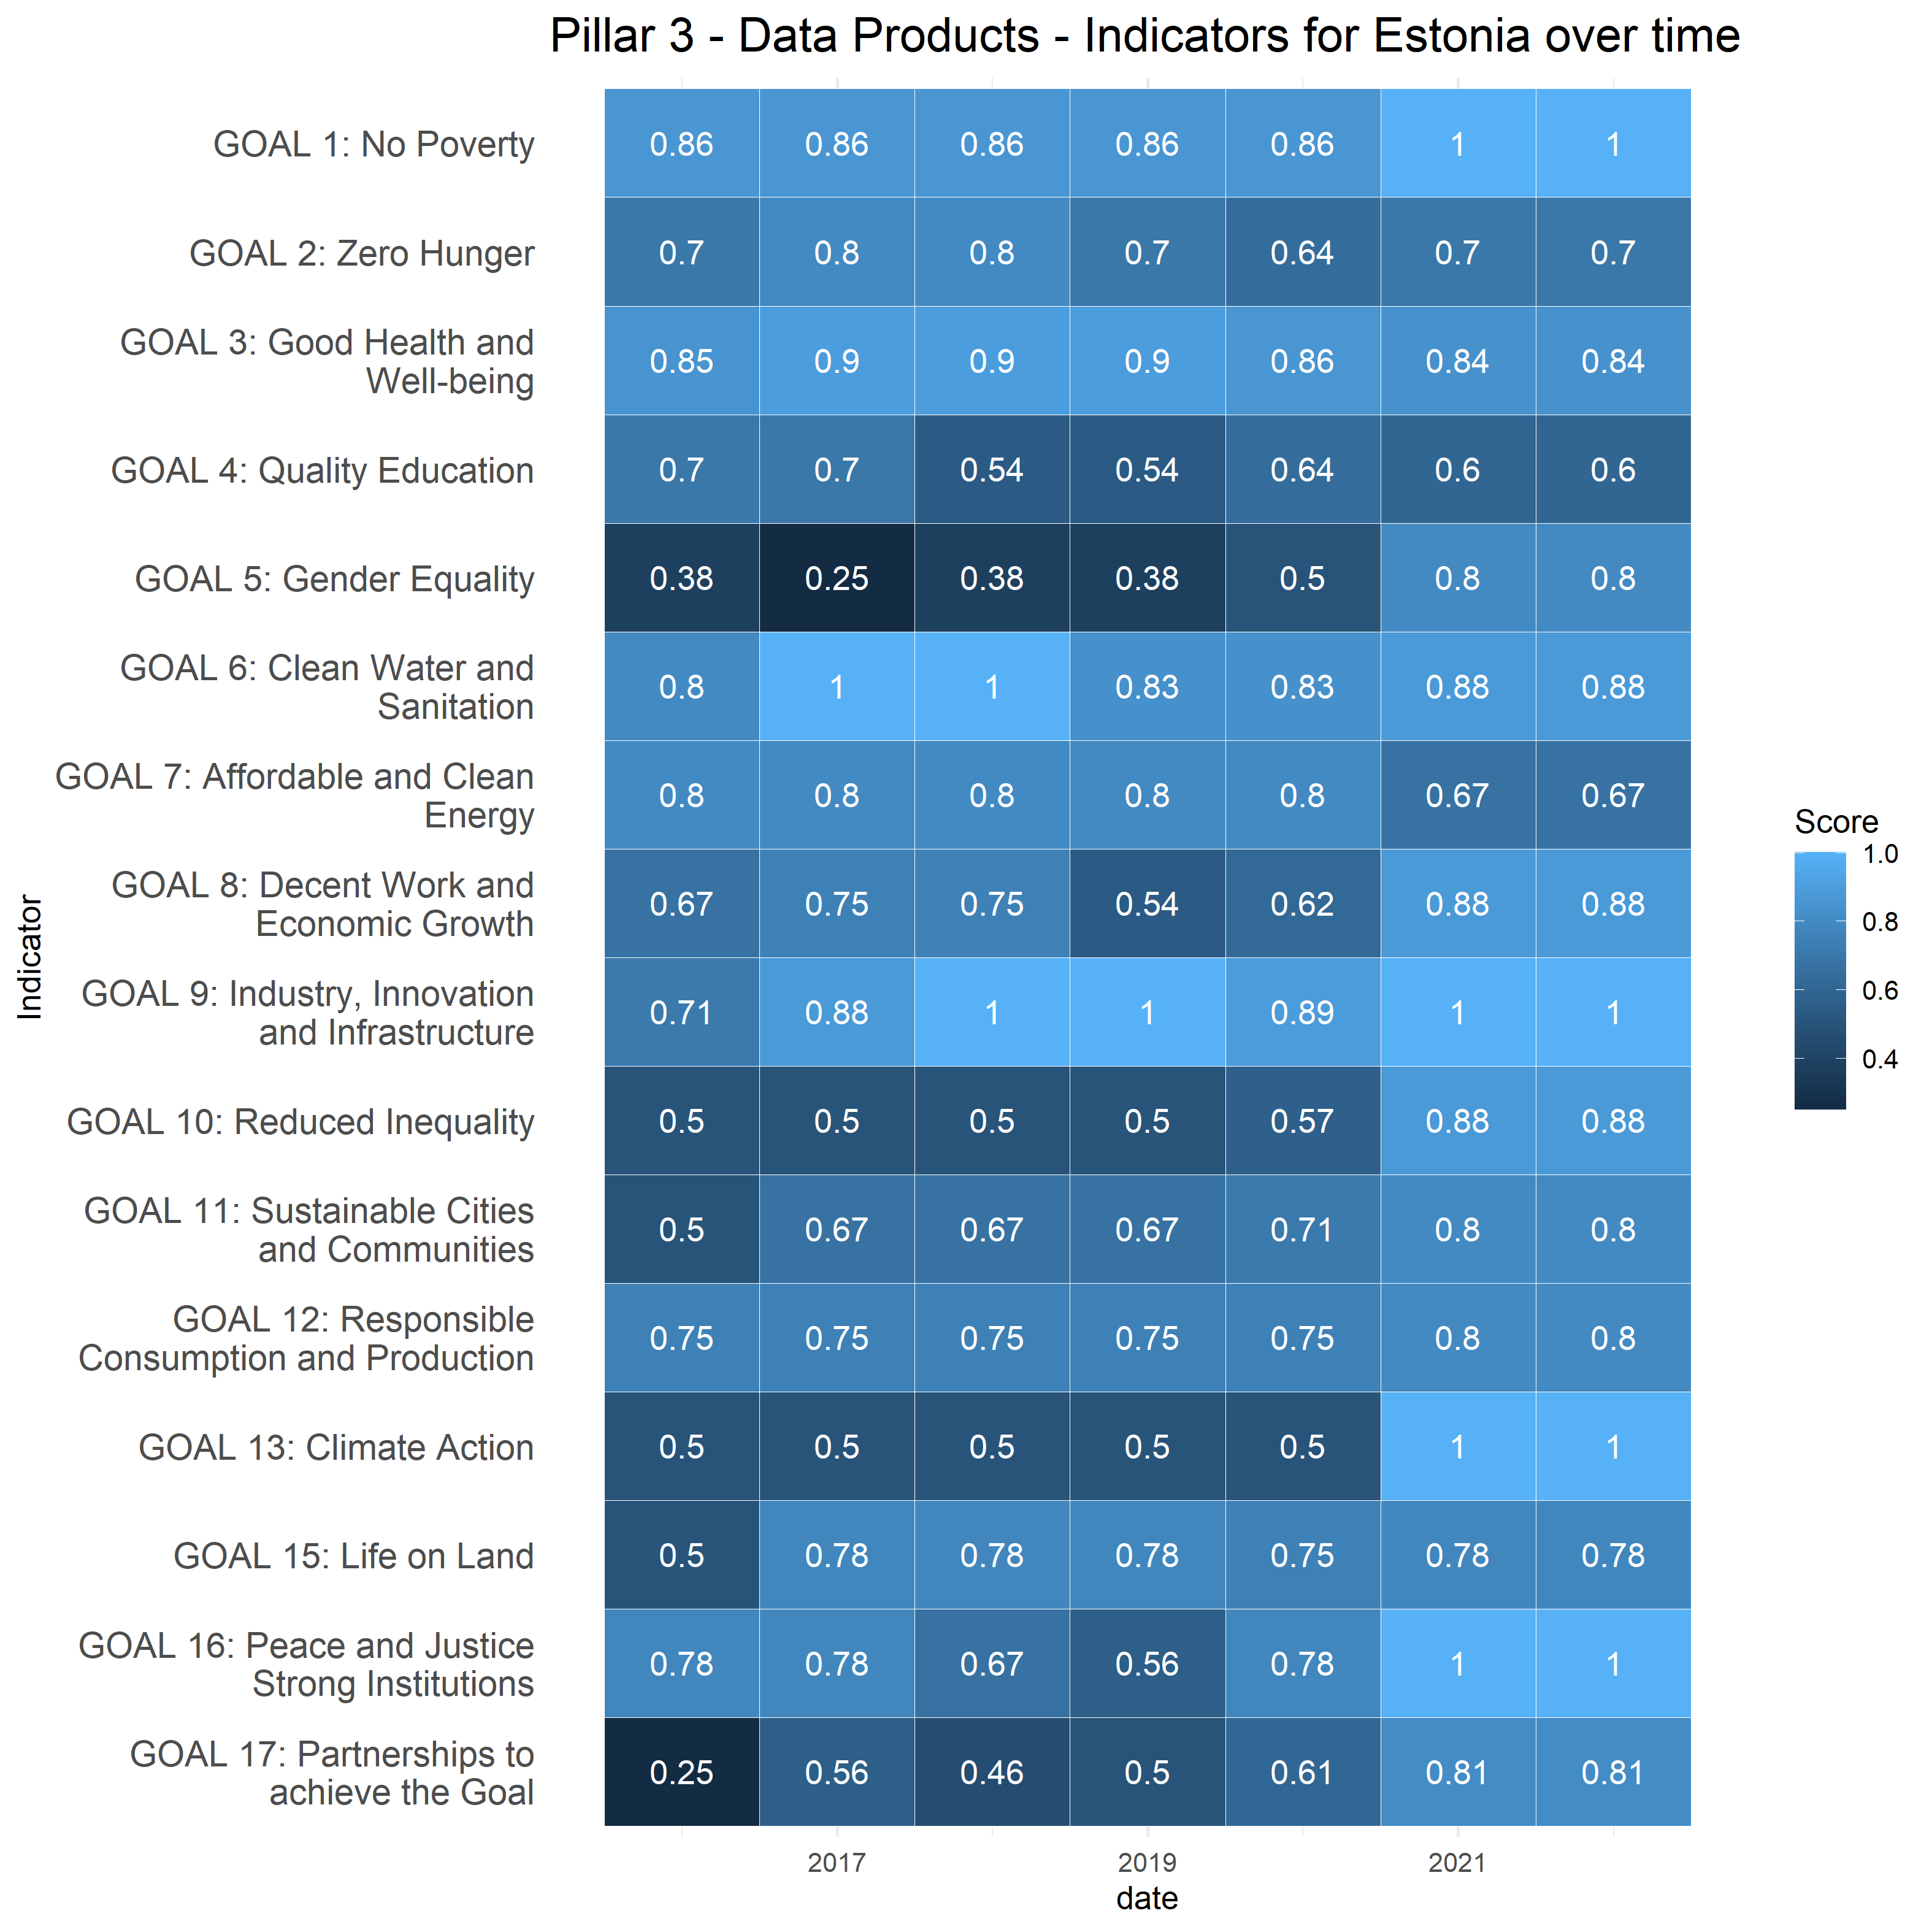 Pillar 3 - Data Products - Indicators for Estonia over time
GOAL 1: No Poverty
0.86 0.86 0.86 0.86 0.86 1 1
GOAL 2: Zero Hunger
0.7 0.8 0.8 0.7 0.64 0.7 0.7
GOAL 3: Good Health and
Well-being
0.85 0.9 0.9 0.9 0.86 0.84 0.84
GOAL 4: Quality Education
0.7 0.7 0.54 0.54 0.64 0.6 0.6
GOAL 5: Gender Equality
0.38 0.25 0.38 0.38 0.5 0.8 0.8
GOAL 6: Clean Water and
Sanitation
0.8 1 1 0.83 0.83 0.88 0.88
GOAL 7: Affordable and Clean
Energy
0.8 0.8 0.8 0.8 0.8 0.67 0.67
GOAL 8: Decent Work and
Economic Growth
0.67 0.75 0.75 0.54 0.62 0.88 0.88
GOAL 9: Industry, Innovation
and Infrastructure
0.71 0.88 1 1 0.89 1 1
GOAL 10: Reduced Inequality
0.5 0.5 0.5 0.5 0.57 0.88 0.88
GOAL 11: Sustainable Cities
and Communities
0.5 0.67 0.67 0.67 0.71 0.8 0.8
GOAL 12: Responsible
Consumption and Production
0.75 0.75 0.75 0.75 0.75 0.8 0.8
GOAL 13: Climate Action
0.5 0.5 0.5 0.5 0.5 1 1
GOAL 15: Life on Land
0.5 0.78 0.78 0.78 0.75 0.78 0.78
GOAL 16: Peace and Justice
Strong Institutions
0.78 0.78 0.67 0.56 0.78 1 1
GOAL 17: Partnerships to
achieve the Goal
0.25 0.56 0.46 0.5 0.61 0.81 0.81
2017 2019 2021
date
Indicator
Score
1.0
0.8
0.6
0.4